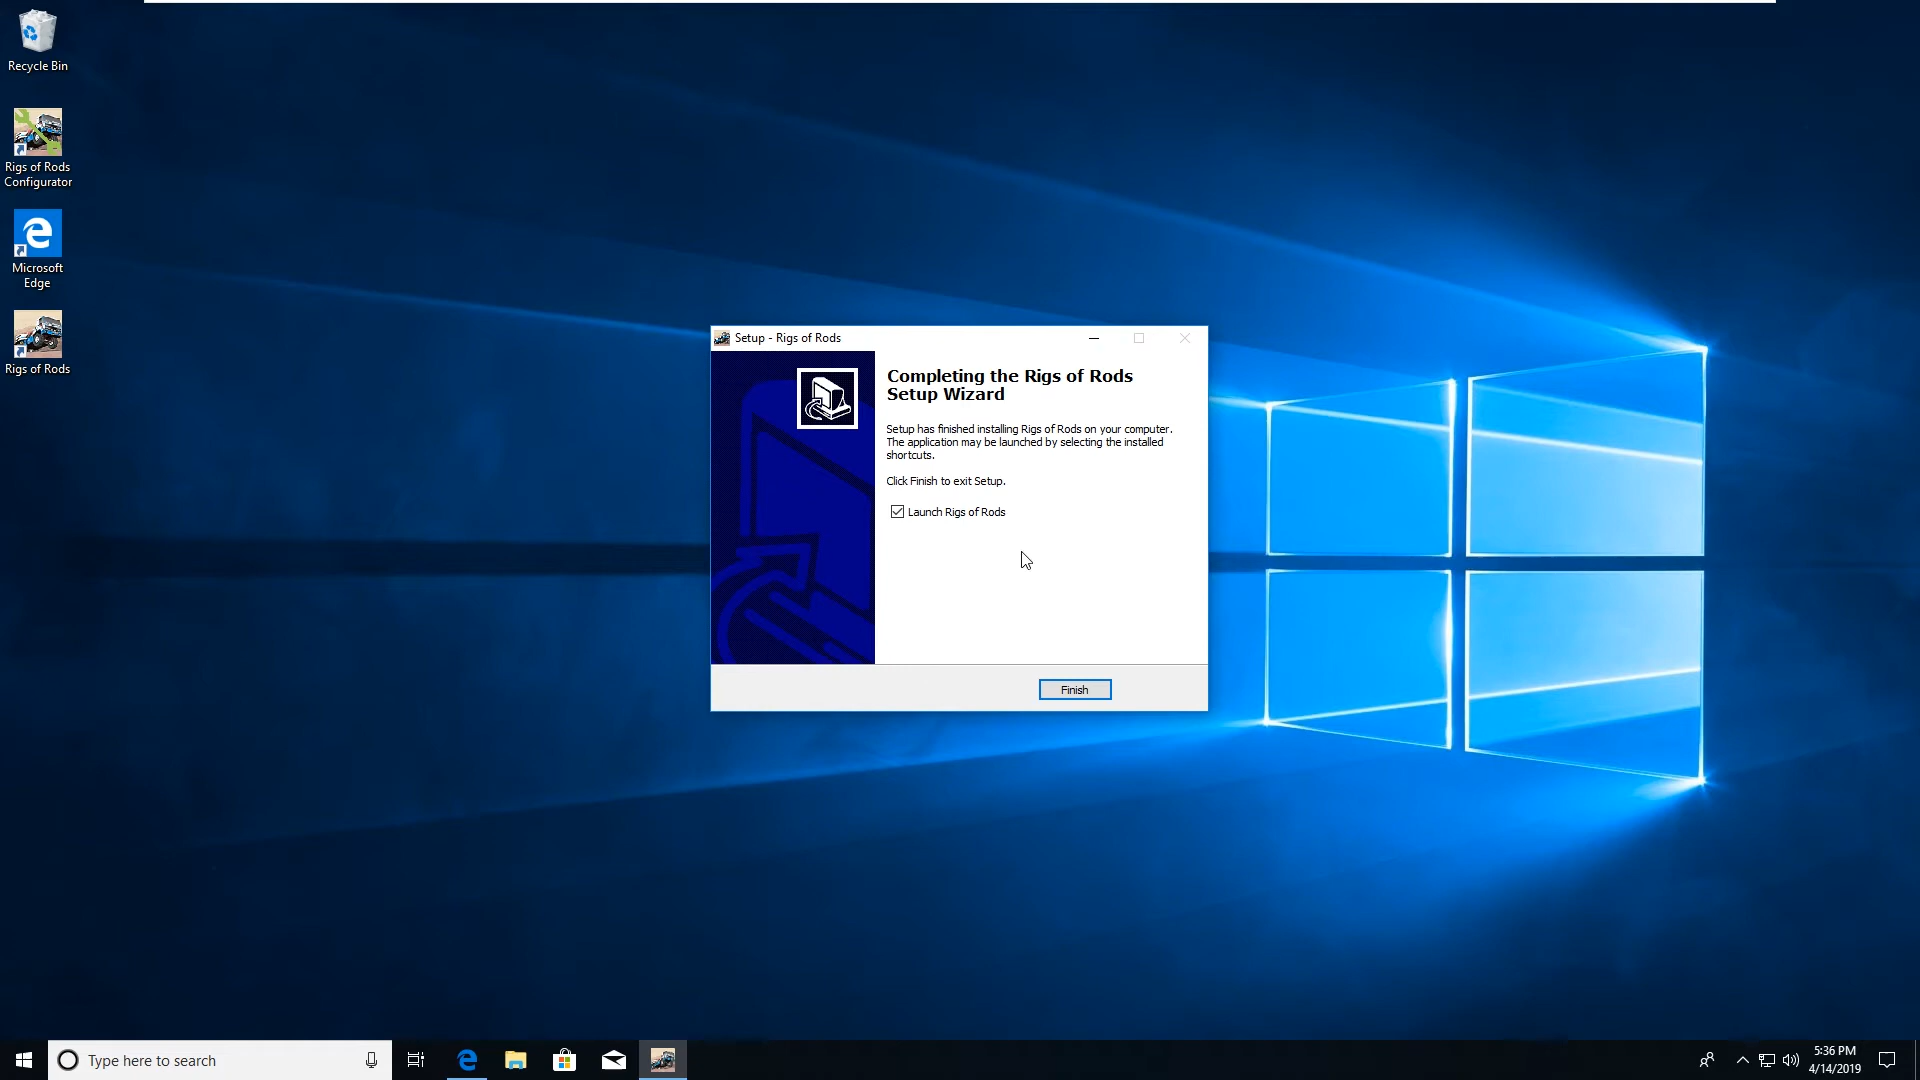 Recycle Bin
Rigs of Rods
Configurator
Microsoft
Edge
Rigs of Rods
Setup - Rigs of Rods
Completing the Rigs of Rods
Setup Wizard
Setup has finished installing Rigs of Rods on your computer.
The application may be launched by selecting the installed
shortcuts.
Click Finish to exit Setup.
Launch Rigs of Rods
Finish
Type here to search
5:36 PM
4/14/2019